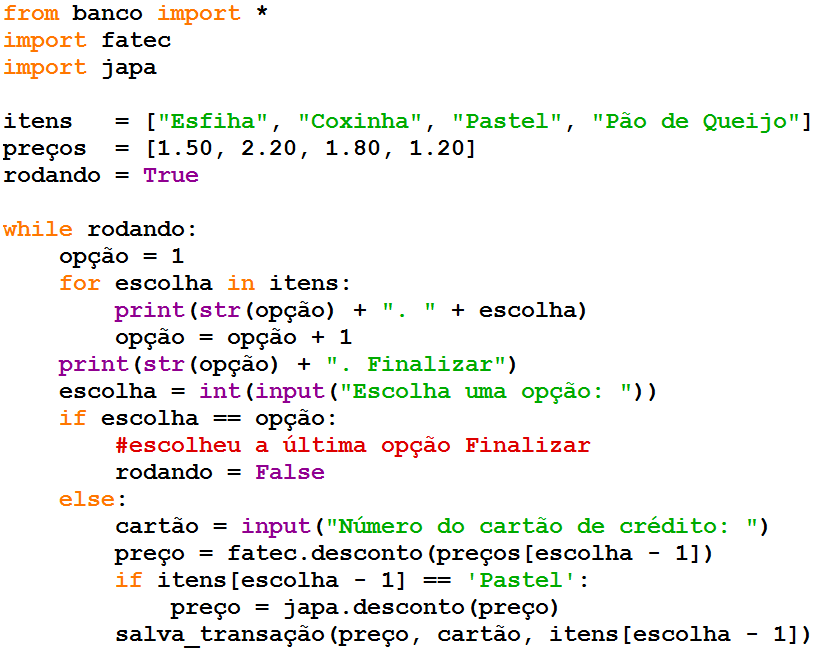 from banco import *
import fatec
import japa

itens   = ["Esfiha", "Coxinha", "Pastel", "Pão de Queijo"]
preços  = [1.50, 2.20, 1.80, 1.20]
rodando = True

while rodando:
    opção = 1
    for escolha in itens:
        print(str(opção) + ". " + escolha)
        opção = opção + 1
    print(str(opção) + ". Finalizar")
    escolha = int(input("Escolha uma opção: "))
    if escolha == opção:
        #escolheu a última opção Finalizar
        rodando = False
    else:
        cartão = input("Número do cartão de crédito: ")
        preço = fatec.desconto(preços[escolha - 1])
        if itens[escolha - 1] == 'Pastel':
            preço = japa.desconto(preço)
        salva_transação(preço, cartão, itens[escolha - 1])